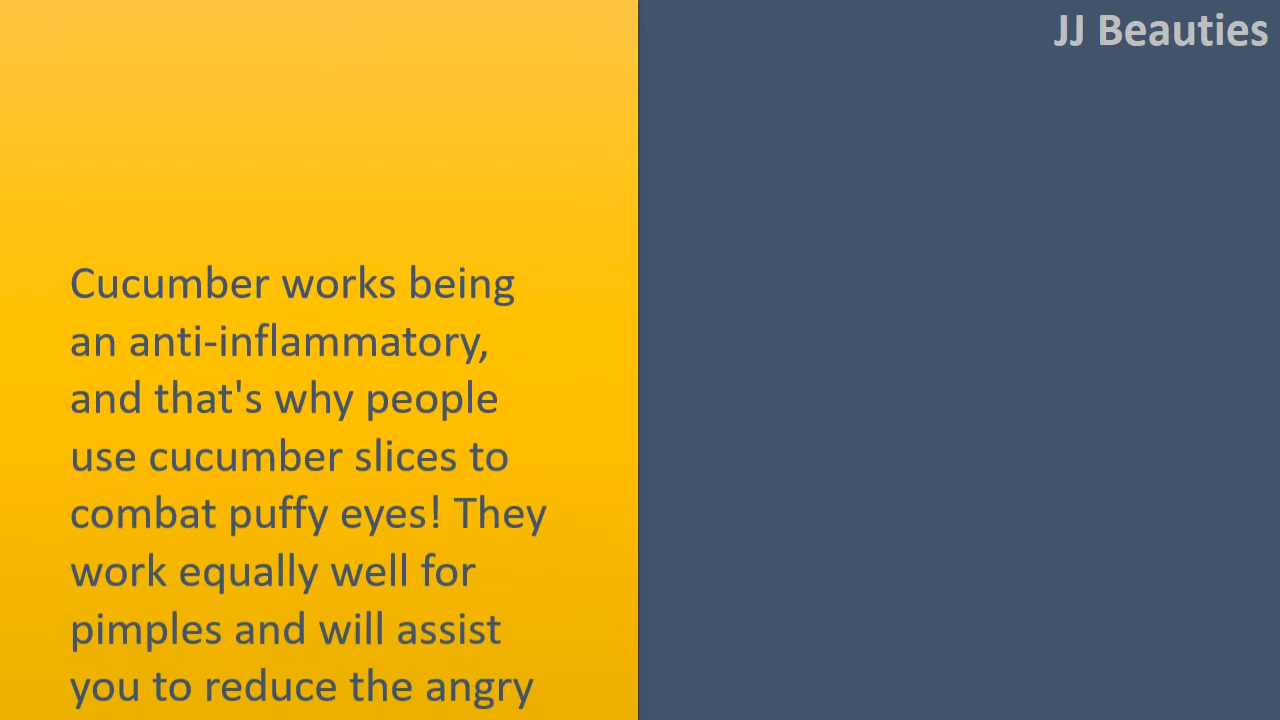 JJ Beauties
Cucumber works being
an anti-inflammatory,
and that's why people
use cucumber slices to
combat puffy eyes! They
work equally well for
pimples and will assist
you to reduce the angry